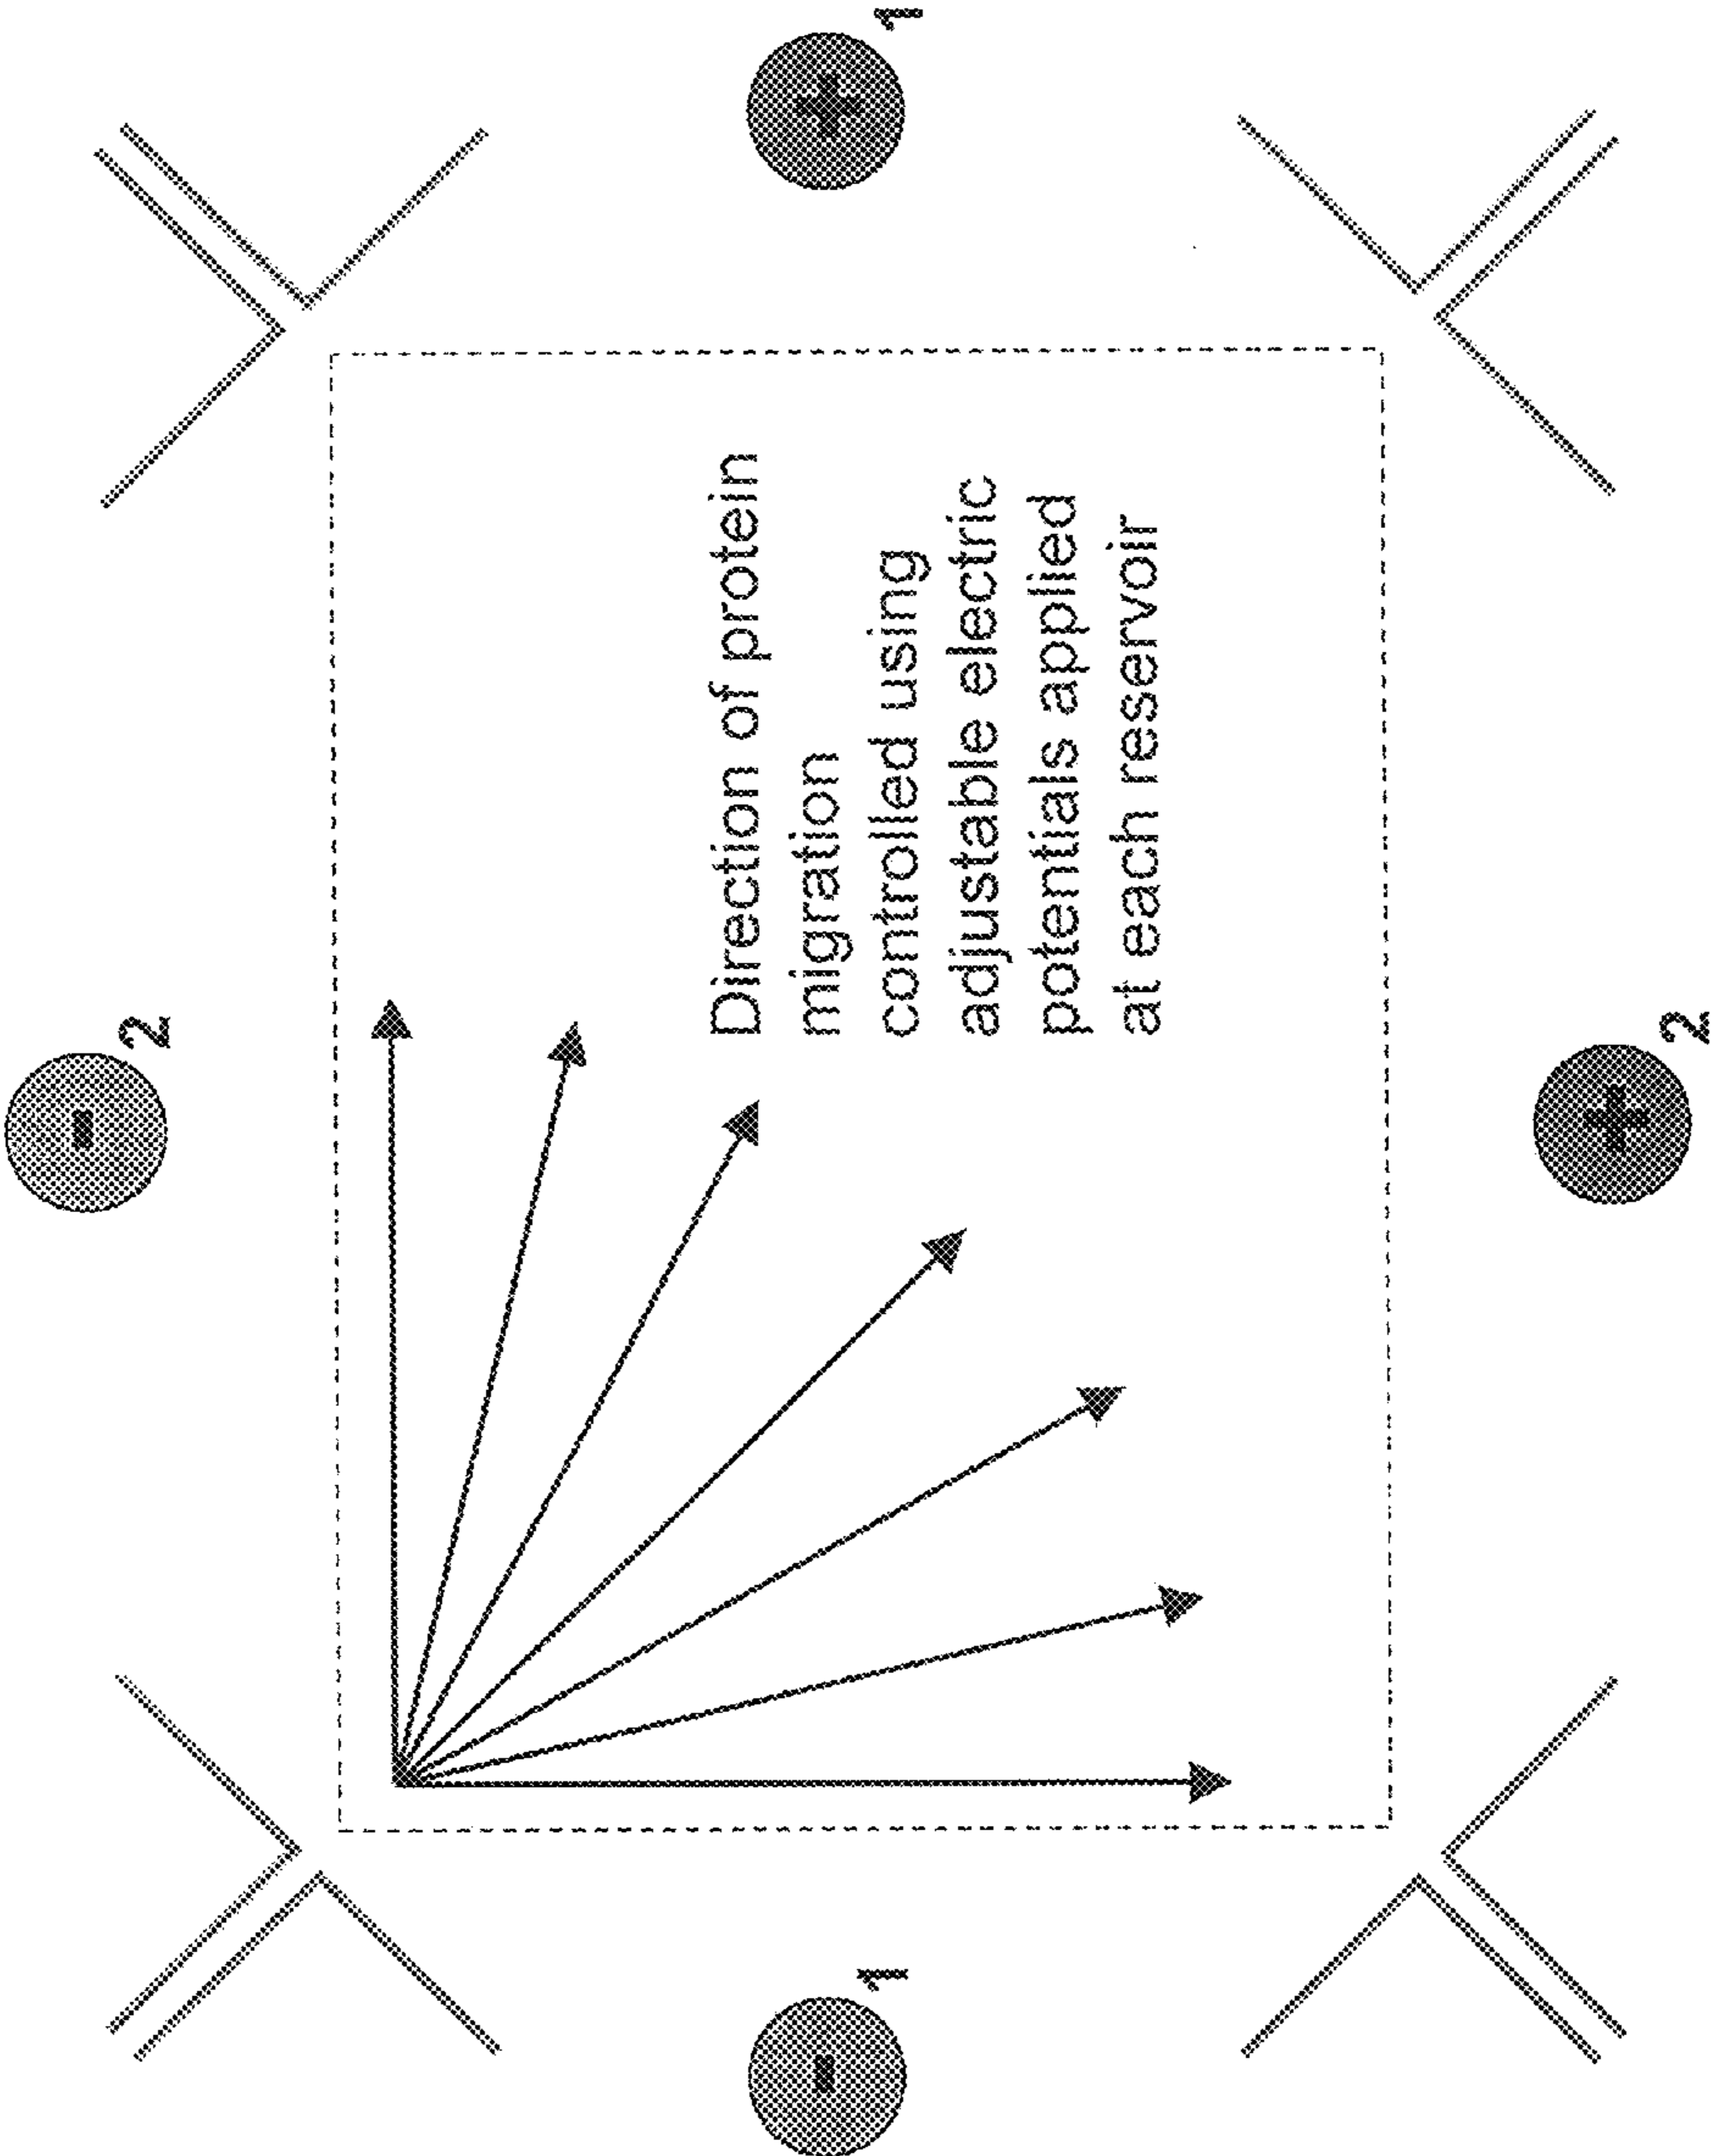 -
2
-
1
+
1
Direction of protein
migration
controlled using
adjustable electric
potentials applied
at each reservoir
+
2